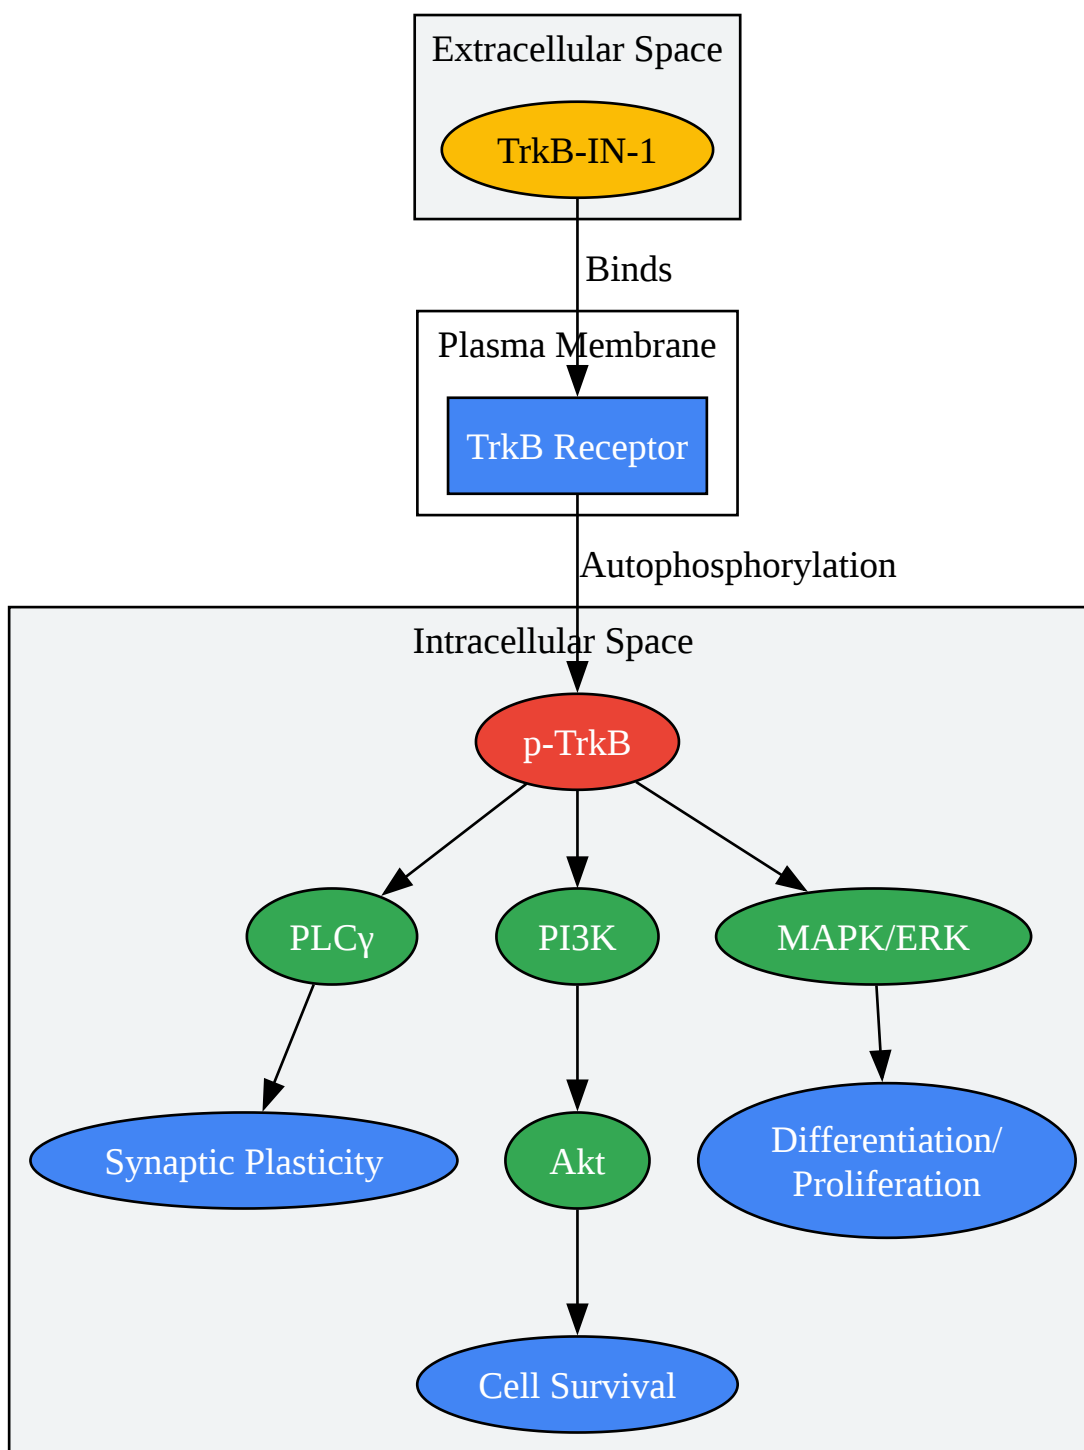 Extracellular Space
TrkB-IN-1
Binds
Plasma Membrane
TrkB Receptor
Autophosphorylation
Intracellular Space
p-TrkB
PLCγ
PI3K
MAPK/ERK
Synaptic Plasticity
Akt
Differentiation/
Proliferation
Cell Survival